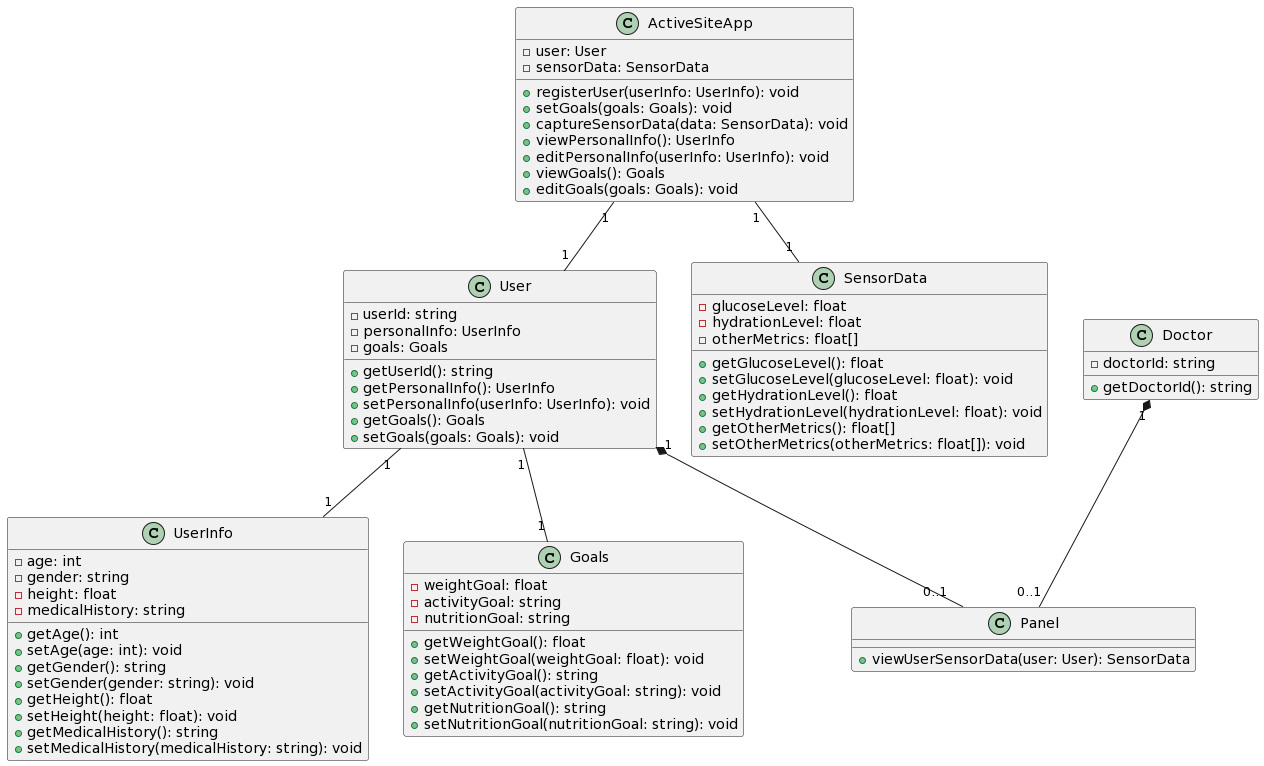 C ActiveSiteApp
user: User
sensorData: SensorData
registerUser(userInfo: UserInfo): void
setGoals(goals: Goals): void
captureSensorData(data: SensorData): void
viewPersonalInfo(): UserInfo
editPersonalInfo(userInfo: UserInfo): void
viewGoals(): Goals
editGoals(goals: Goals): void
1
1
1
1
C User
userId: string
personalInfo: UserInfo
goals: Goals
getUserId(): string
getPersonalInfo(): UserInfo
setPersonalInfo(userInfo: UserInfo): void
getGoals(): Goals
setGoals(goals: Goals): void
C SensorData
glucoseLevel: float
hydrationLevel: float
otherMetrics: float[]
getGlucoseLevel(): float
setGlucoseLevel(glucoseLevel: float): void
getHydrationLevel(): float
setHydrationLevel(hydrationLevel: float): void
getOtherMetrics(): float[]
setOtherMetrics(otherMetrics: float[]): void
C Doctor
doctorId: string
getDoctorId(): string
1
1
1
1
1
1
0..1
0..1
C UserInfo
age: int
gender: string
height: float
medicalHistory: string
getAge(): int
setAge(age: int): void
getGender(): string
setGender(gender: string): void
getHeight(): float
setHeight(height: float): void
getMedicalHistory(): string
setMedicalHistory(medicalHistory: string): void
C Goals
weightGoal: float
activityGoal: string
nutritionGoal: string
getWeightGoal(): float
setWeightGoal(weightGoal: float): void
getActivityGoal(): string
setActivityGoal(activityGoal: string): void
getNutritionGoal(): string
setNutritionGoal(nutritionGoal: string): void
C Panel
viewUserSensorData(user: User): SensorData